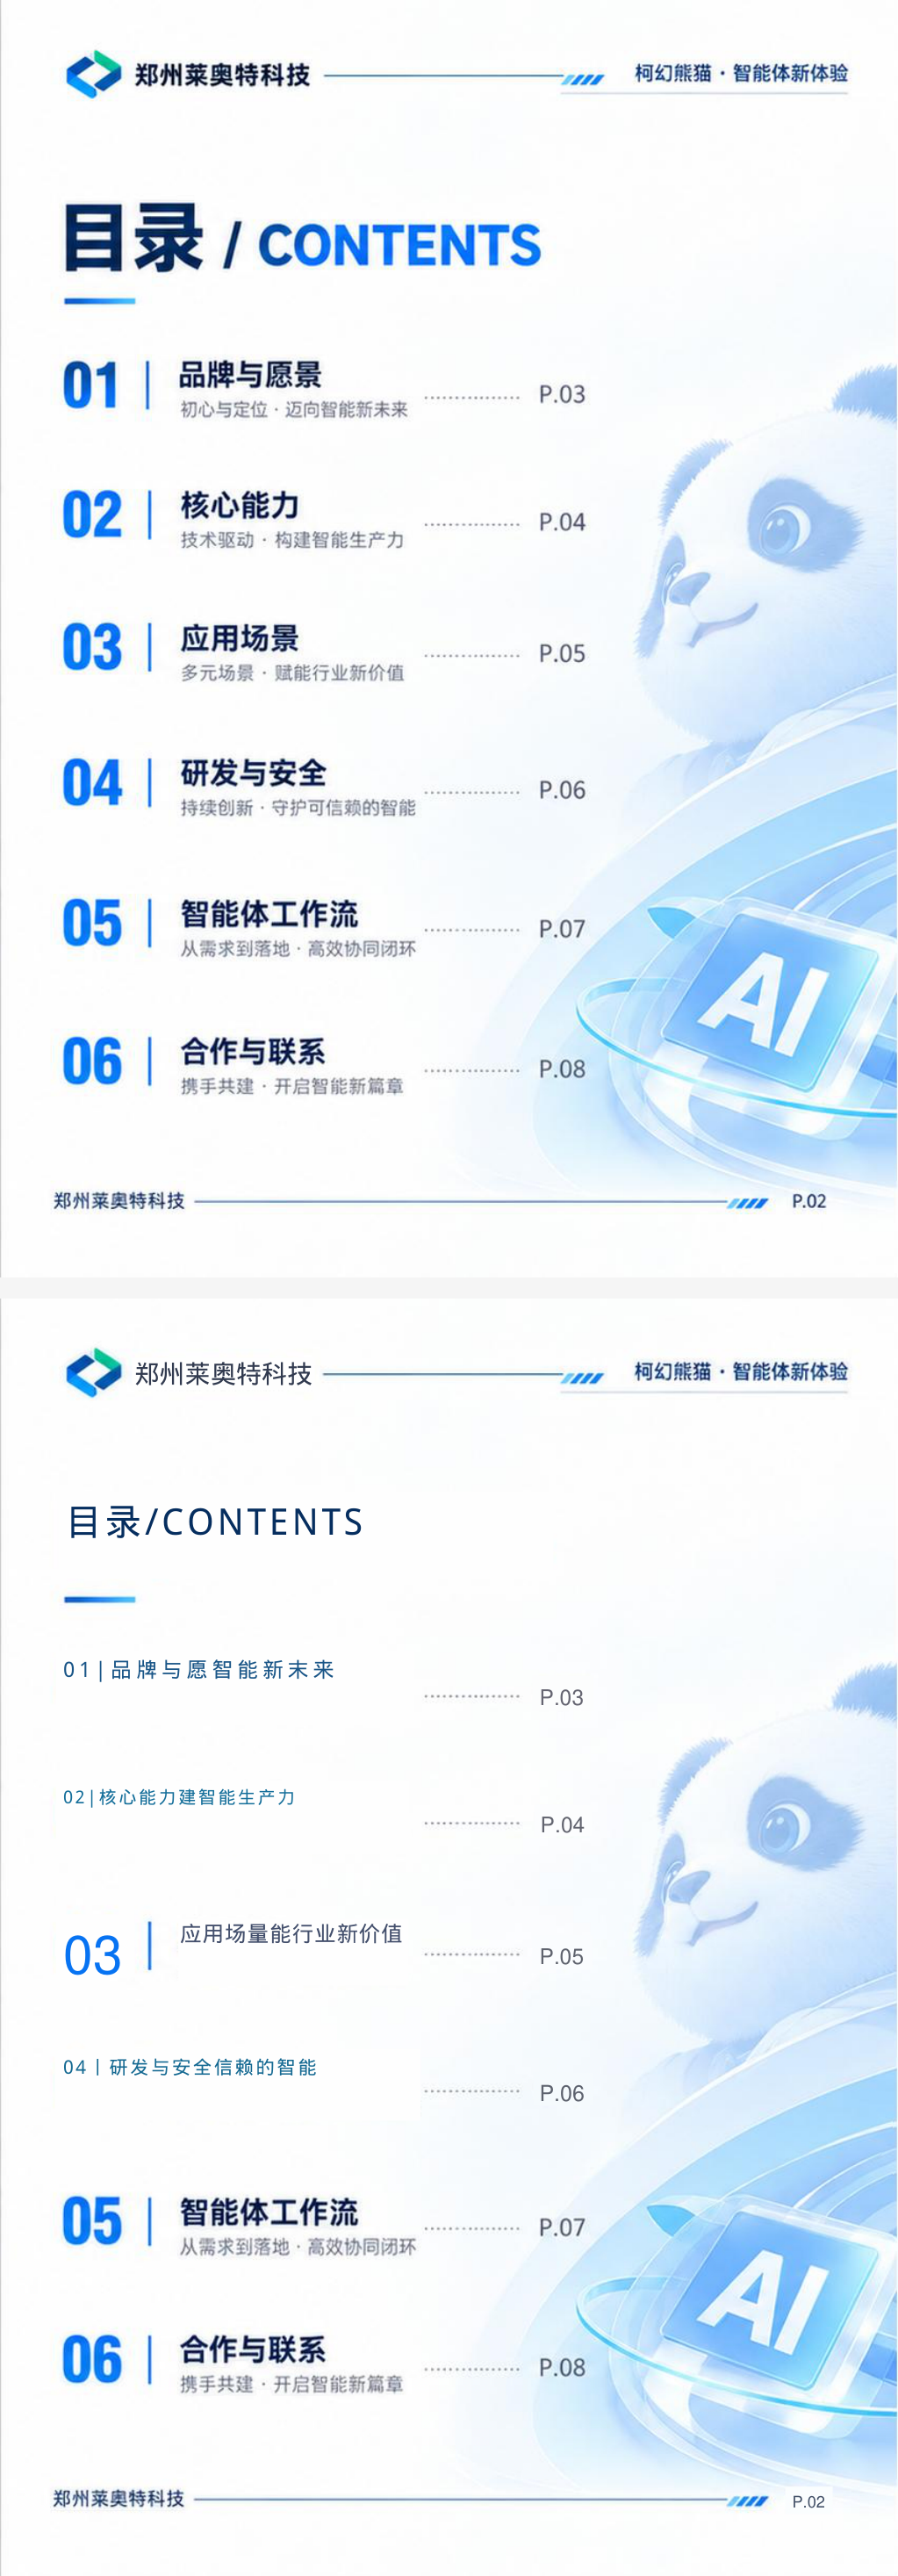 郑州莱奥特科技
柯幻熊猫·智能体新体验
目录 / CONTENTS
01 品牌与愿景
初心与定位·迈向智能新未来 P.03
02 核心能力
技术驱动·构建智能生产力 P.04
03 应用场景
多元场景·赋能行业新价值 P.05
04 研发与安全
持续创新·守护可信赖的智能 P.06
05 智能体工作流
从需求到落地·高效协同闭环 P.07
AI
06 合作与联系
携手共建·开启智能新篇章 P.08
郑州莱奥特科技 P.02
郑州莱奥特科技
柯幻熊猫·智能体新体验
目录/CONTENTS
01|品牌与愿智能新末来
P.03
02|核心能力建智能生产力
P.04
03 应用场量能行业新价值
P.05
04|研发与安全信赖的智能
P.06
05 智能体工作流
从需求到落地·高效协同闭环 P.07
AI
06 合作与联系
携手共建·开启智能新篇章 P.08
郑州莱奥特科技 P.02